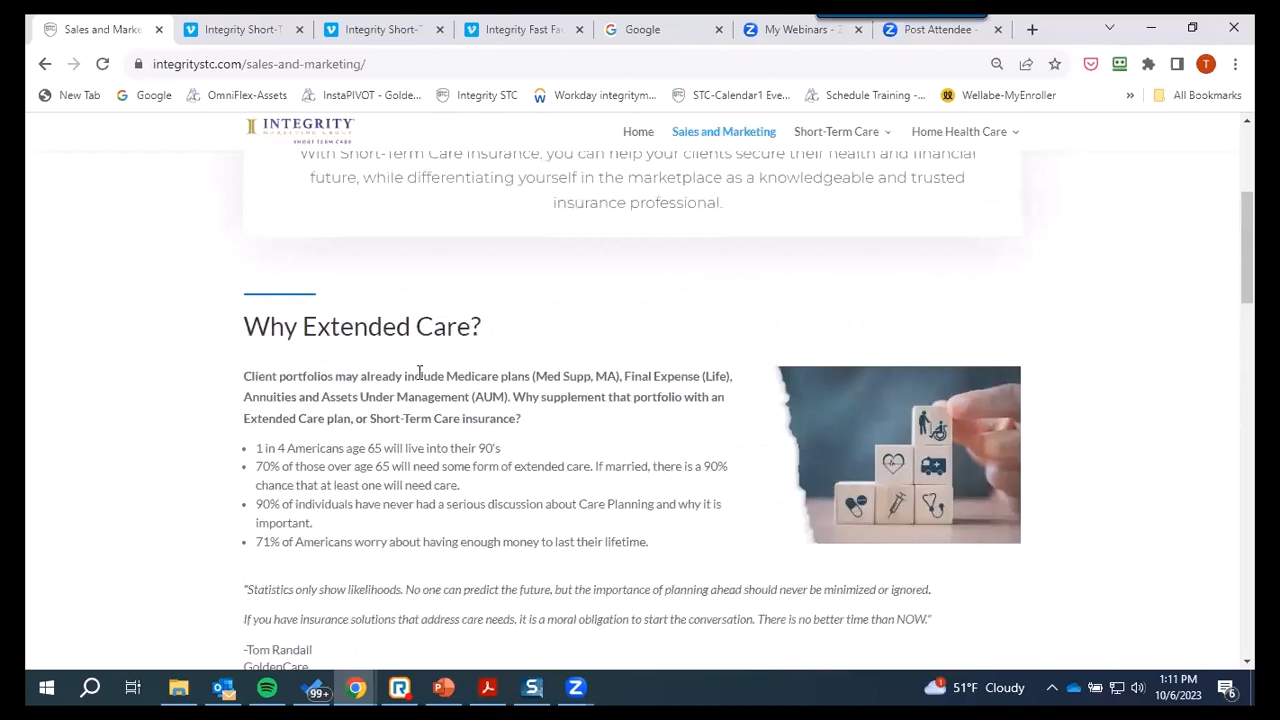 Sales and Marke
Integrity Short-T
Integrity Short-
Integrity Fast Fa
Google
My Webinars - Z
Post Attendee -
integritystc.com/sales-and-marketing/
T
New Tab
Google
OmniFlex-Assets
InstaPIVOT - Golde...
Integrity STC
Workday integritym...
STC-Calendar1 Eve...
Schedule Training -...
Wellabe-MyEnroller
»
All Bookmarks
INTEGRITY
SHORT TERM CARE
Home
Sales and Marketing
Short-Term Care
Home Health Care
With Short-Term Care insurance, you can help your clients secure their health and financial
future, while differentiating yourself in the marketplace as a knowledgeable and trusted
insurance professional.
Why Extended Care?
Client portfolios may already include Medicare plans (Med Supp, MA), Final Expense (Life),
Annuities and Assets Under Management (AUM). Why supplement that portfolio with an
Extended Care plan, or Short-Term Care insurance?
• 1 in 4 Americans age 65 will live into their 90's
• 70% of those over age 65 will need some form of extended care. If married, there is a 90%
chance that at least one will need care.
• 90% of individuals have never had a serious discussion about Care Planning and why it is
important.
• 71% of Americans worry about having enough money to last their lifetime.
"Statistics only show likelihoods. No one can predict the future, but the importance of planning ahead should never be minimized or ignored.
If you have insurance solutions that address care needs, it is a moral obligation to start the conversation. There is no better time than NOW."
-Tom Randall
GoldenCare
99+
51°F Cloudy
1:11 PM
10/6/2023
6